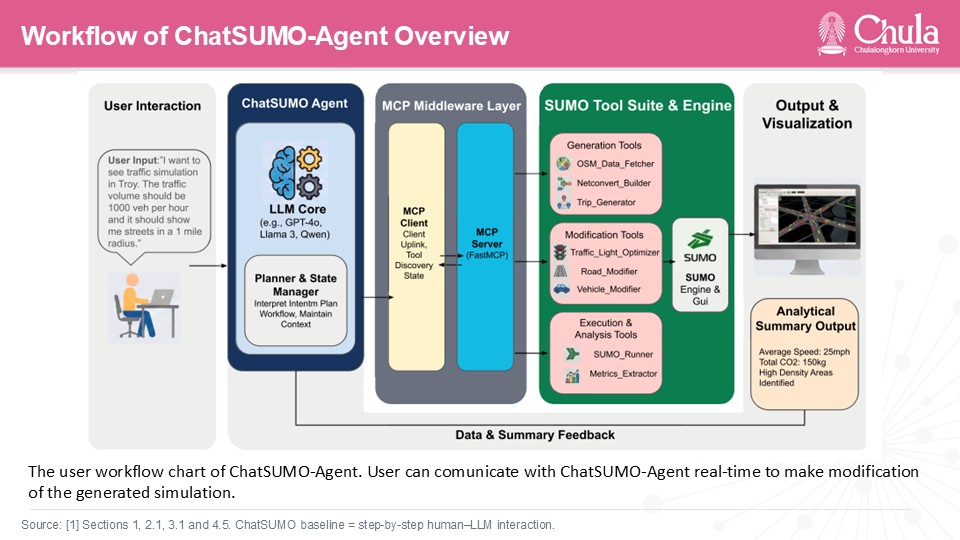 Workflow of ChatSUMO-Agent Overview
Chula
Chulalongkorn University
User Interaction
User Input:"I want to
see traffic simulation
in Troy. The traffic
volume should be
1000 veh per hour
and it should show
me streets in a 1 mile
radius."
ChatSUMO Agent
LLM Core
(e.g., GPT-4o,
Llama 3, Qwen)
Planner & State
Manager
Interpret Intentm Plan
Workflow, Maintain
Context
MCP Middleware Layer
MCP
Client
Client
Uplink,
Tool
Discovery
State
MCP
Server
(FastMCP)
SUMO Tool Suite & Engine
Generation Tools
OSM_Data_Fetcher
Netconvert_Builder
Trip_Generator
Modification Tools
Traffic_Light_Optimizer
Road_Modifier
Vehicle_Modifier
Execution &
Analysis Tools
SUMO_Runner
Metrics_Extractor
SUMO
SUMO
Engine &
Gui
Output &
Visualization
Analytical
Summary Output
Average Speed: 25mph
Total CO2: 150kg
High Density Areas
Identified
Data & Summary Feedback
The user workflow chart of ChatSUMO-Agent. User can comunicate with ChatSUMO-Agent real-time to make modification
of the generated simulation.
Source: [1] Sections 1, 2.1, 3.1 and 4.5. ChatSUMO baseline = step-by-step human–LLM interaction.